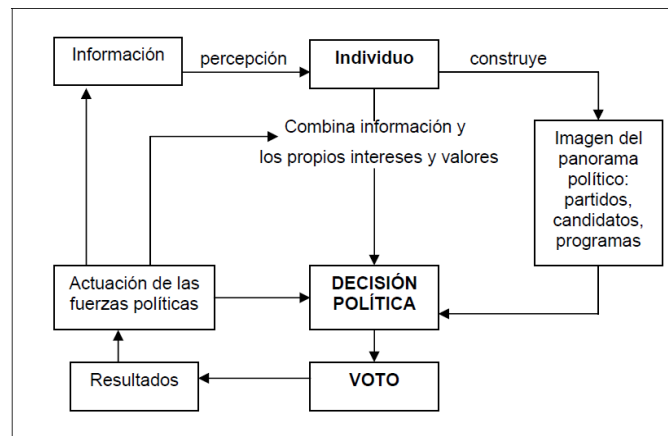 Información
percepción
Individuo
construye
Combina información y
los propios intereses y valores
Imagen del
panorama
político:
partidos,
candidatos,
programas
Actuación de las
fuerzas políticas
DECISIÓN
POLÍTICA
Resultados
VOTO